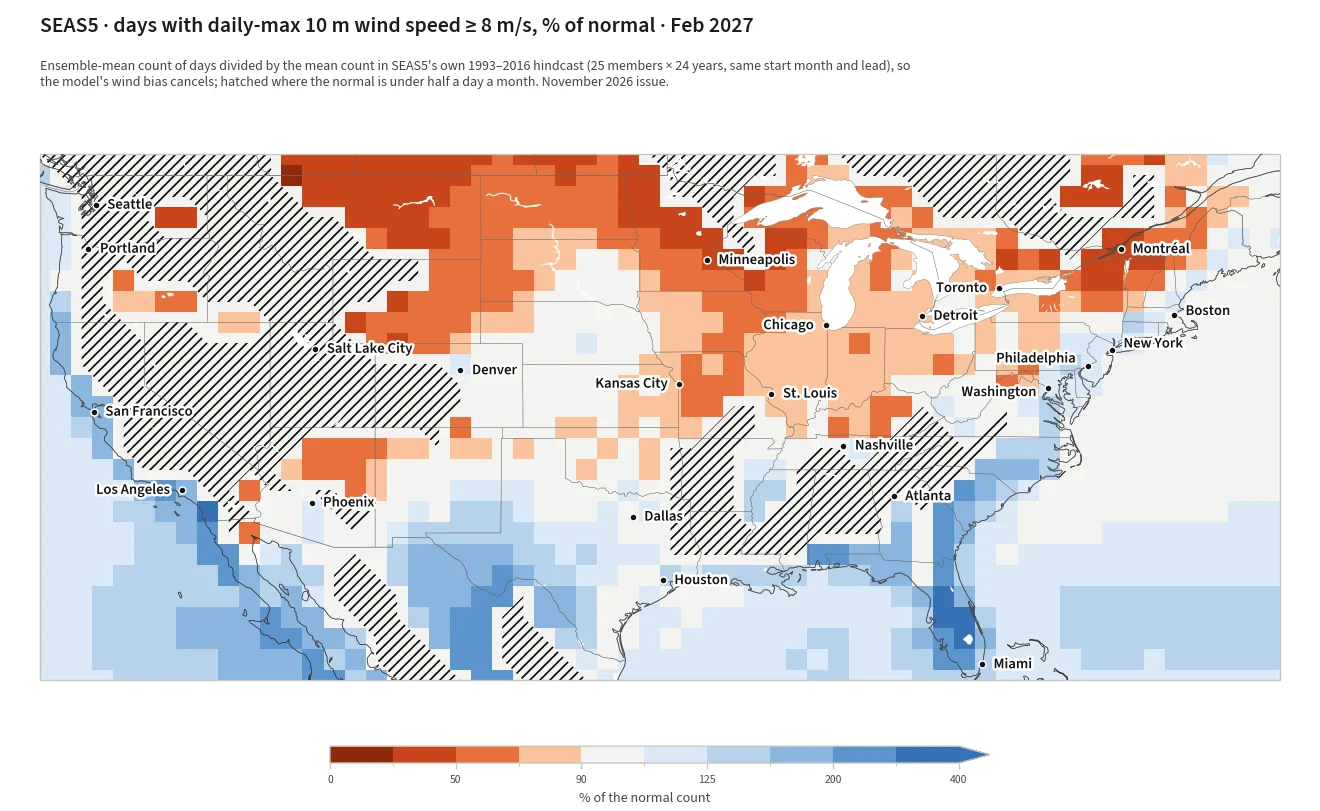 SEAS5 · days with daily-max 10 m wind speed ≥ 8 m/s, % of normal · Feb 2027
Ensemble-mean count of days divided by the mean count in SEAS5's own 1993–2016 hindcast (25 members × 24 years, same start month and lead), so
the model's wind bias cancels; hatched where the normal is under half a day a month. November 2026 issue.
Seattle
Portland
Montréal
Minneapolis
Toronto
Boston
Detroit
Chicago
New York
Salt Lake City
Philadelphia
Denver
Kansas City
St. Louis
Washington
San Francisco
Nashville
Los Angeles
Phoenix
Atlanta
Dallas
Houston
Miami
0
50
90
125
200
400
% of the normal count